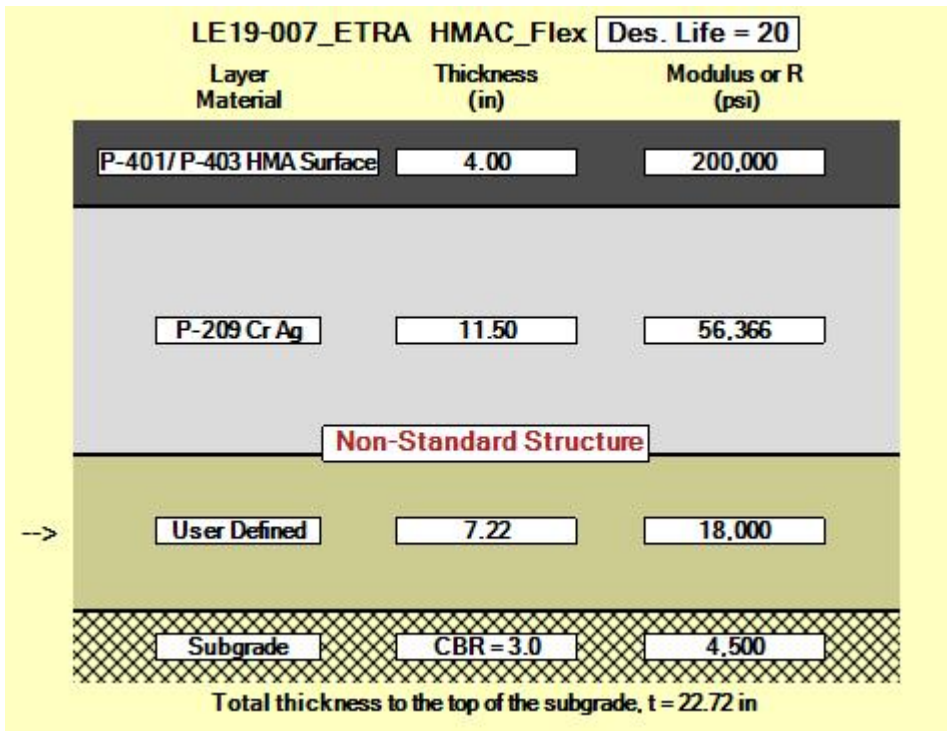 LE19-007_ETRA HMAC_Flex Des. Life = 20
Layer Material Thickness (in) Modulus or R (psi)
P-401/ P-403 HMA Surface 4.00 200,000
P-209 Cr Ag 11.50 56,366
Non-Standard Structure
--> User Defined 7.22 18,000
Subgrade CBR = 3.0 4,500
Total thickness to the top of the subgrade, t = 22.72 in